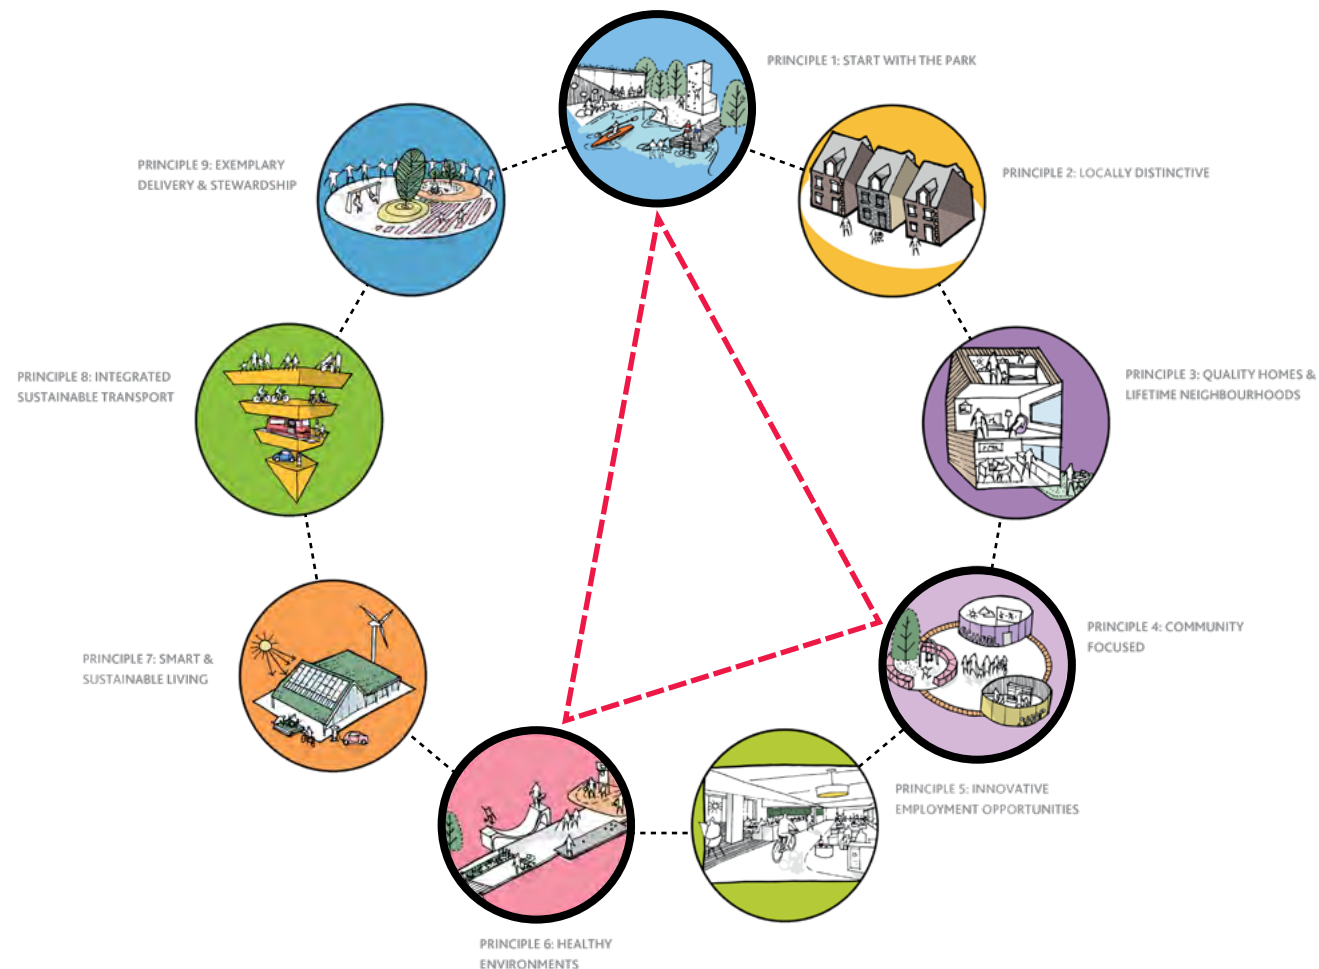 PRINCIPLE 1: START WITH THE PARK
PRINCIPLE 2: LOCALLY DISTINCTIVE
PRINCIPLE 3: QUALITY HOMES &
LIFETIME NEIGHBOURHOODS
PRINCIPLE 4: COMMUNITY
FOCUSED
PRINCIPLE 5: INNOVATIVE
EMPLOYMENT OPPORTUNITIES
PRINCIPLE 6: HEALTHY
ENVIRONMENTS
PRINCIPLE 7: SMART &
SUSTAINABLE LIVING
PRINCIPLE 8: INTEGRATED
SUSTAINABLE TRANSPORT
PRINCIPLE 9: EXEMPLARY
DELIVERY & STEWARDSHIP